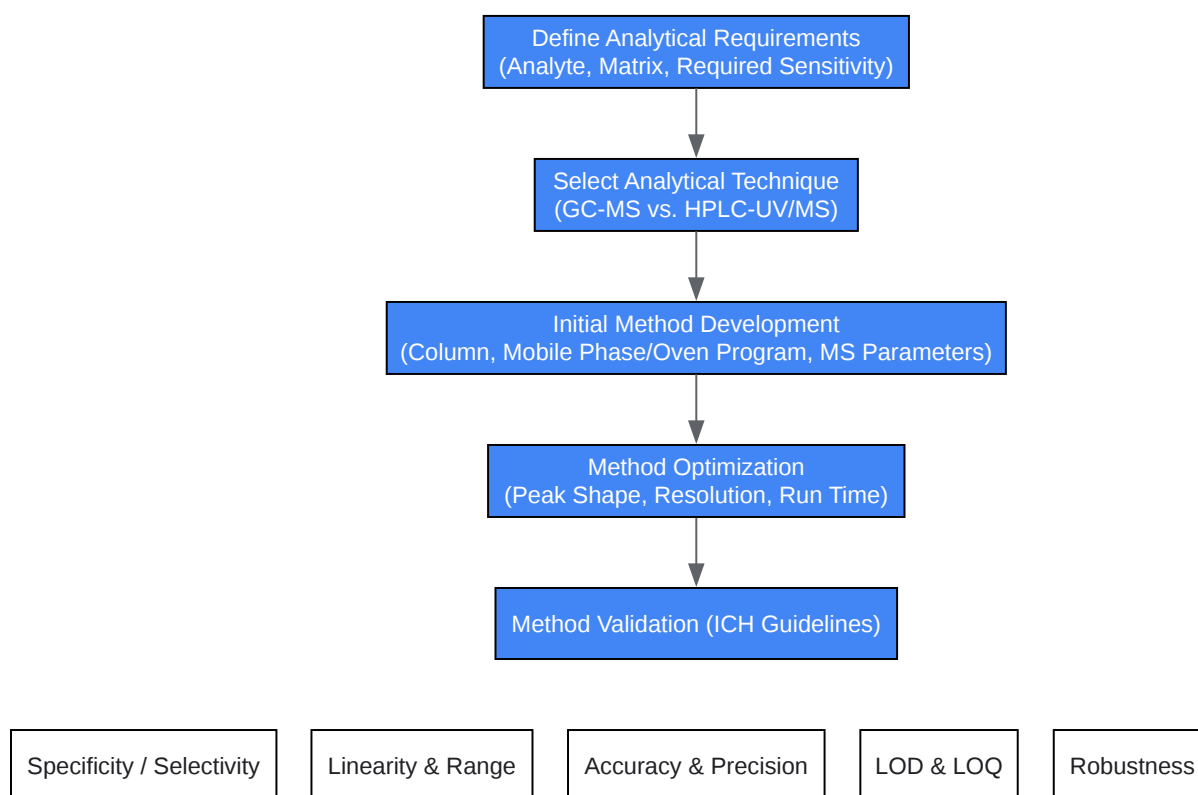 Define Analytical Requirements
(Analyte, Matrix, Required Sensitivity)
Select Analytical Technique
(GC-MS vs. HPLC-UV/MS)
Initial Method Development
(Column, Mobile Phase/Oven Program, MS Parameters)
Method Optimization
(Peak Shape, Resolution, Run Time)
Method Validation (ICH Guidelines)
Specificity / Selectivity
Linearity & Range
Accuracy & Precision
LOD & LOQ
Robustness